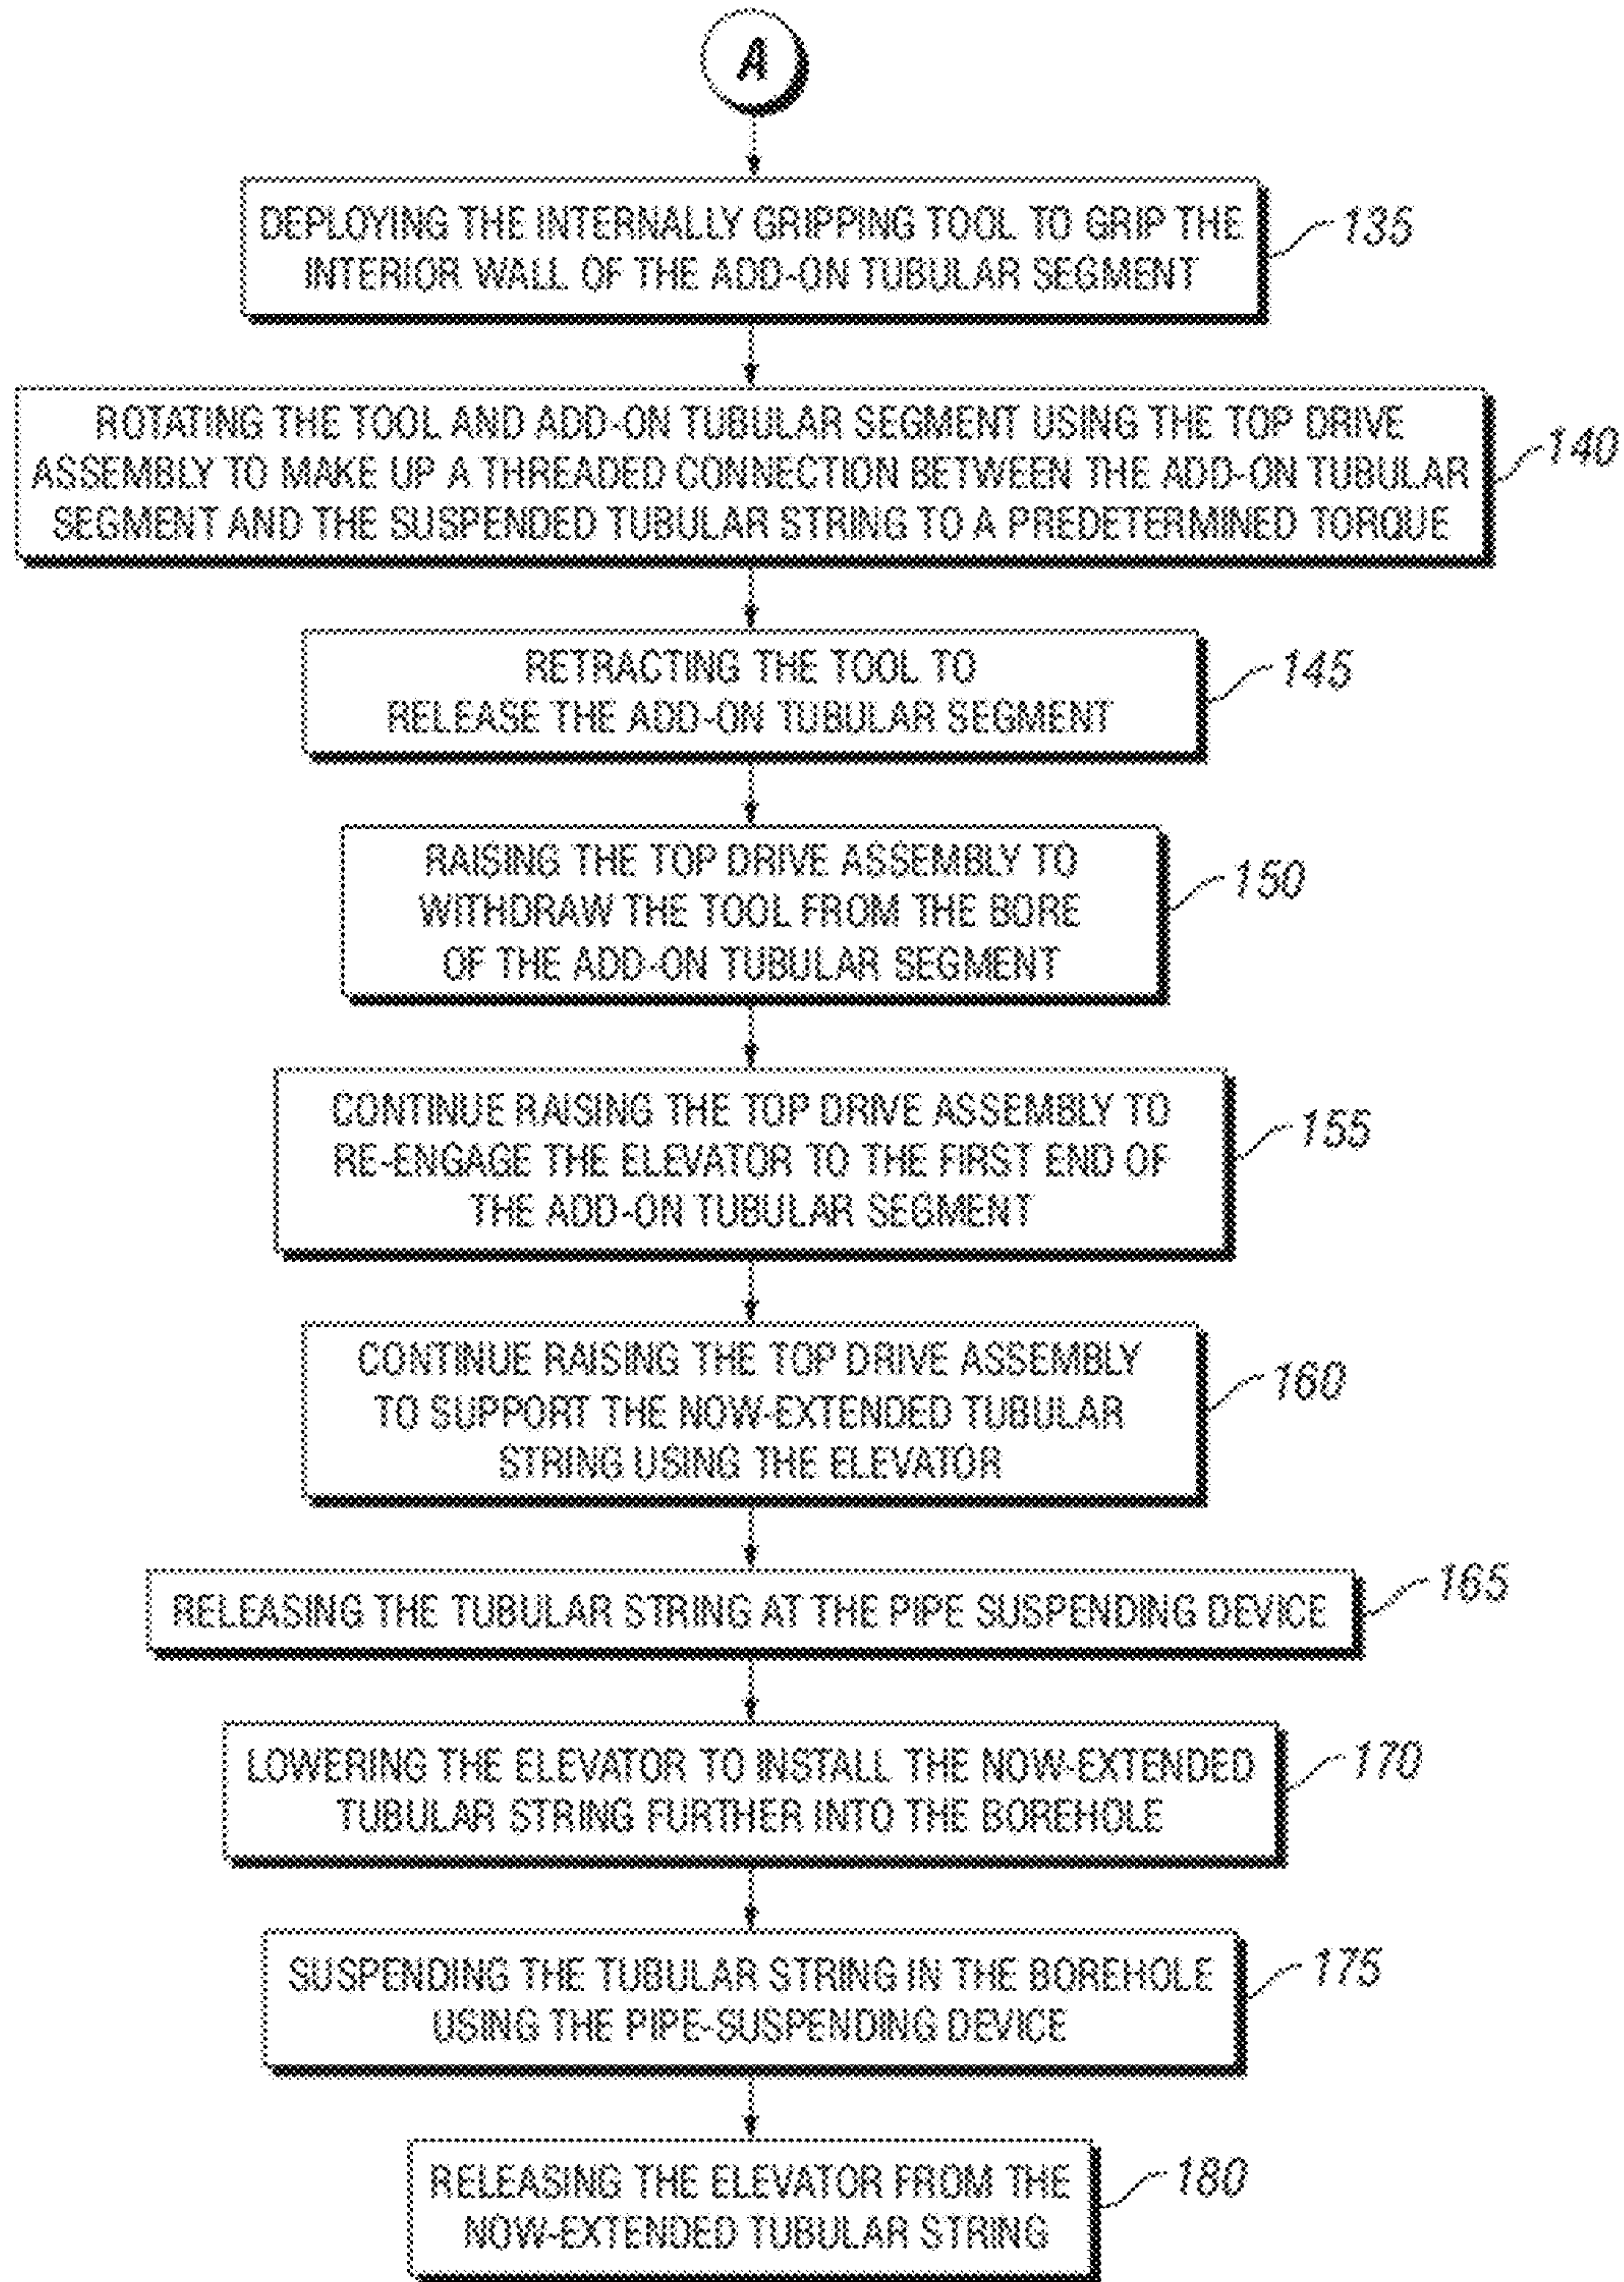 A
DEPLOYING THE INTERNALLY GRIPPING TOOL TO GRIP THE
INTERIOR WALL OF THE ADD-ON TUBULAR SEGMENT
135
ROTATING THE TOOL AND ADD-ON TUBULAR SEGMENT USING THE TOP DRIVE
ASSEMBLY TO MAKE UP A THREADED CONNECTION BETWEEN THE ADD-ON TUBULAR
SEGMENT AND THE SUSPENDED TUBULAR STRING TO A PREDETERMINED TORQUE
140
RETRACTING THE TOOL TO
RELEASE THE ADD-ON TUBULAR SEGMENT
145
RAISING THE TOP DRIVE ASSEMBLY TO
WITHDRAW THE TOOL FROM THE BORE
OF THE ADD-ON TUBULAR SEGMENT
150
CONTINUE RAISING THE TOP DRIVE ASSEMBLY TO
RE-ENGAGE THE ELEVATOR TO THE FIRST END OF
THE ADD-ON TUBULAR SEGMENT
155
CONTINUE RAISING THE TOP DRIVE ASSEMBLY
TO SUPPORT THE NOW-EXTENDED TUBULAR
STRING USING THE ELEVATOR
160
RELEASING THE TUBULAR STRING AT THE PIPE SUSPENDING DEVICE
165
LOWERING THE ELEVATOR TO INSTALL THE NOW-EXTENDED
TUBULAR STRING FURTHER INTO THE BOREHOLE
170
SUSPENDING THE TUBULAR STRING IN THE BOREHOLE
USING THE PIPE-SUSPENDING DEVICE
175
RELEASING THE ELEVATOR FROM THE
NOW-EXTENDED TUBULAR STRING
180